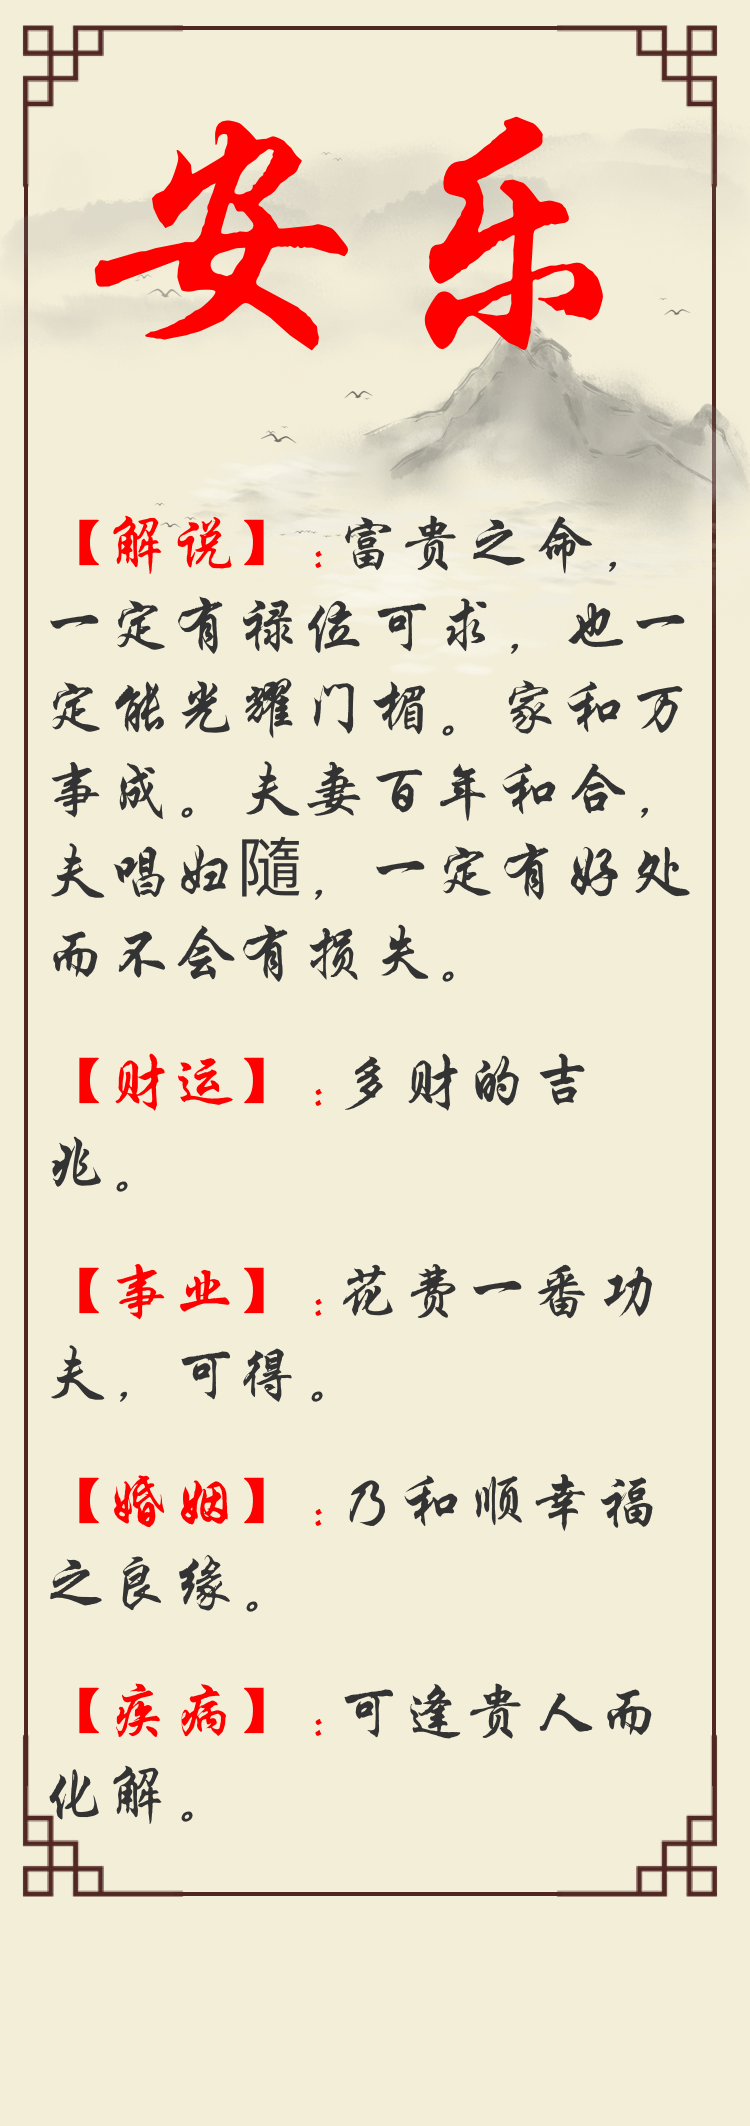 安乐
【解说】：富贵之命，
一定有禄位可求，也一
定能光耀门楣。家和万
事成。夫妻百年和合，
夫唱妇隨，一定有好处
而不会有损失。
【财运】：多财的吉
兆。
【事业】：花费一番功
夫，可得。
【婚姻】：乃和顺幸福
之良缘。
【疾病】：可逢贵人而
化解。